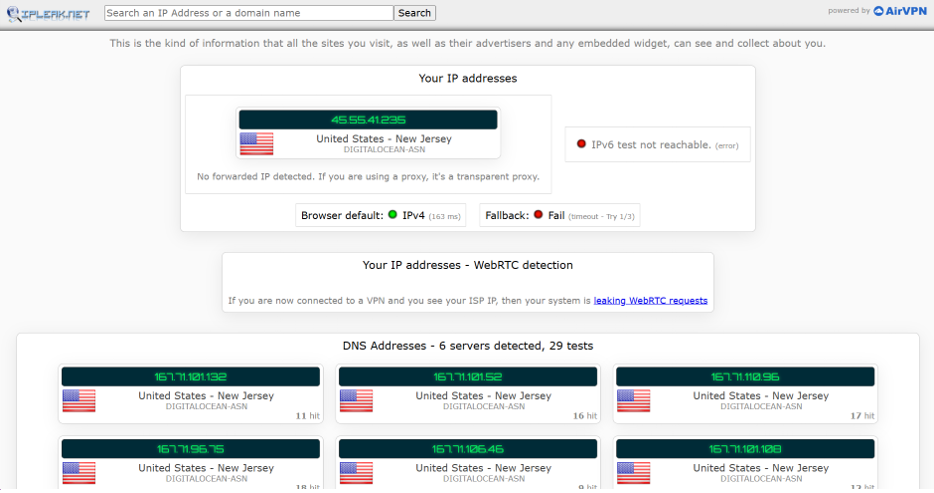 IPLEAK.NET
Search an IP Address or a domain name Search
powered by AirVPN
This is the kind of information that all the sites you visit, as well as their advertisers and any embedded widget, can see and collect about you.
Your IP addresses
45.55.41.235
United States - New Jersey
DIGITALOCEAN-ASN
No forwarded IP detected. If you are using a proxy, it's a transparent proxy.
IPv6 test not reachable. (error)
Browser default: IPv4 (163 ms) Fallback: Fail (timeout - Try 1/3)
Your IP addresses - WebRTC detection
If you are now connected to a VPN and you see your ISP IP, then your system is leaking WebRTC requests
DNS Addresses - 6 servers detected, 29 tests
167.71.101.132
United States - New Jersey
DIGITALOCEAN-ASN
11 hit
167.71.101.52
United States - New Jersey
DIGITALOCEAN-ASN
16 hit
167.71.110.96
United States - New Jersey
DIGITALOCEAN-ASN
17 hit
167.71.96.75
United States - New Jersey
DIGITALOCEAN-ASN
18 hit
167.71.106.46
United States - New Jersey
DIGITALOCEAN-ASN
9 hit
167.71.101.108
United States - New Jersey
DIGITALOCEAN-ASN
hit